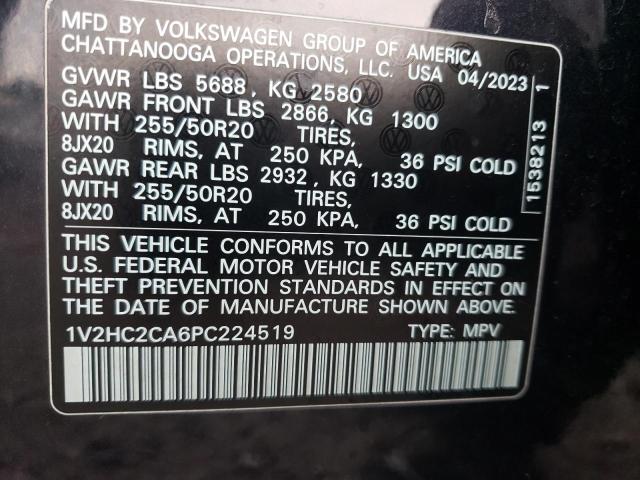 MFD BY VOLKSWAGEN GROUP OF AMERICA
CHATTANOOGA OPERATIONS, LLC. USA 04/2023
GVWR LBS 5688, KG 2580
GAWR FRONT LBS 2866, KG 1300
WITH 255/50R20 TIRES,
8JX20 RIMS, AT 250 KPA, 36 PSI COLD
GAWR REAR LBS 2932, KG 1330
WITH 255/50R20 TIRES,
8JX20 RIMS, AT 250 KPA, 36 PSI COLD
THIS VEHICLE CONFORMS TO ALL APPLICABLE
U.S. FEDERAL MOTOR VEHICLE SAFETY AND
THEFT PREVENTION STANDARDS IN EFFECT ON
THE DATE OF MANUFACTURE SHOWN ABOVE.
1V2HC2CA6PC224519 TYPE: MPV
1538213 1